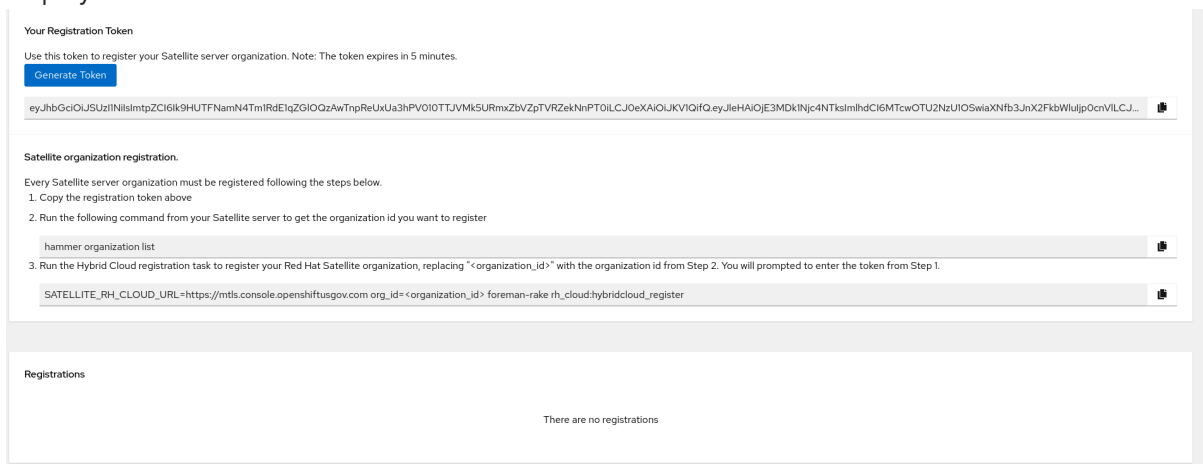 Your Registration Token
Use this token to register your Satellite server organization. Note: The token expires in 5 minutes.
Generate Token
Satellite organization registration.
Every Satellite server organization must be registered following the steps below.
1. Copy the registration token above
2. Run the following command from your Satellite server to get the organization id you want to register
hammer organization list
3. Run the Hybrid Cloud registration task to register your Red Hat Satellite organization, replacing "<organization_id>" with the organization id from Step 2. You will prompted to enter the token from Step 1.
SATELLITE_RH_CLOUD_URL=https://mtls.console.openshiftusgov.com org_id=<organization_id> foreman-rake rh_cloud:hybridcloud_register
Registrations
There are no registrations